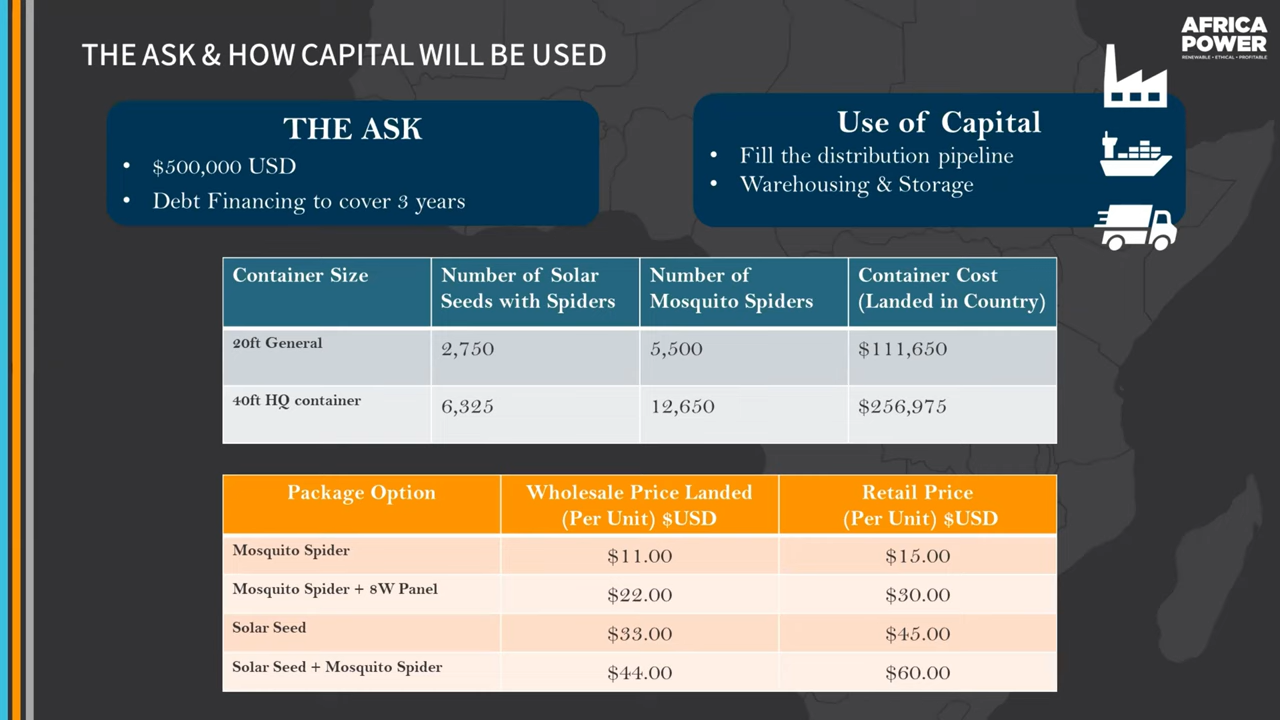 AFRICA
POWER
RENEWABLE • ETHICAL • PROFITABLE
THE ASK & HOW CAPITAL WILL BE USED
THE ASK
• $500,000 USD
• Debt Financing to cover 3 years
Use of Capital
• Fill the distribution pipeline
• Warehousing & Storage
Container Size
Number of Solar
Seeds with Spiders
Number of
Mosquito Spiders
Container Cost
(Landed in Country)
20ft General
2,750
5,500
$111,650
40ft HQ container
6,325
12,650
$256,975
Package Option
Wholesale Price Landed
(Per Unit) $USD
Retail Price
(Per Unit) $USD
Mosquito Spider
$11.00
$15.00
Mosquito Spider + 8W Panel
$22.00
$30.00
Solar Seed
$33.00
$45.00
Solar Seed + Mosquito Spider
$44.00
$60.00